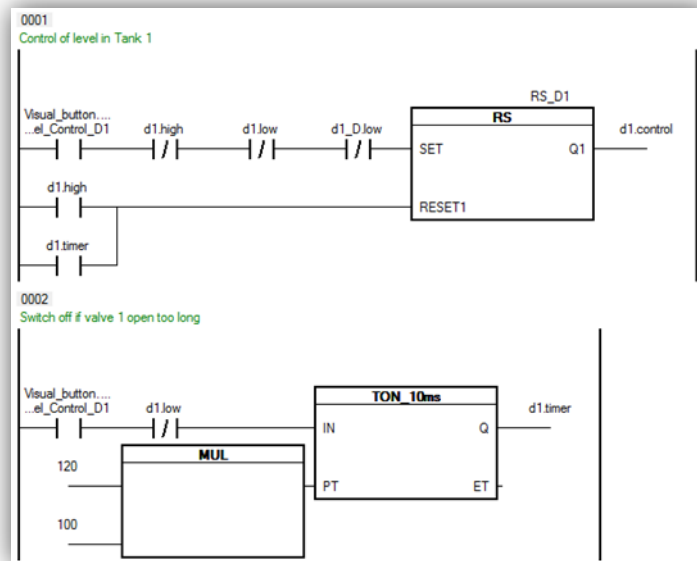 0001
Control of level in Tank 1
RS_D1
Visual_button....
...el_Control_D1 d1.high d1.low d1_D.low RS d1.control
SET Q1
d1.high
RESET1
d1.timer
0002
Switch off if valve 1 open too long
Visual_button....
...el_Control_D1 d1.low TON_10ms d1.timer
IN Q
MUL
120
PT ET
100